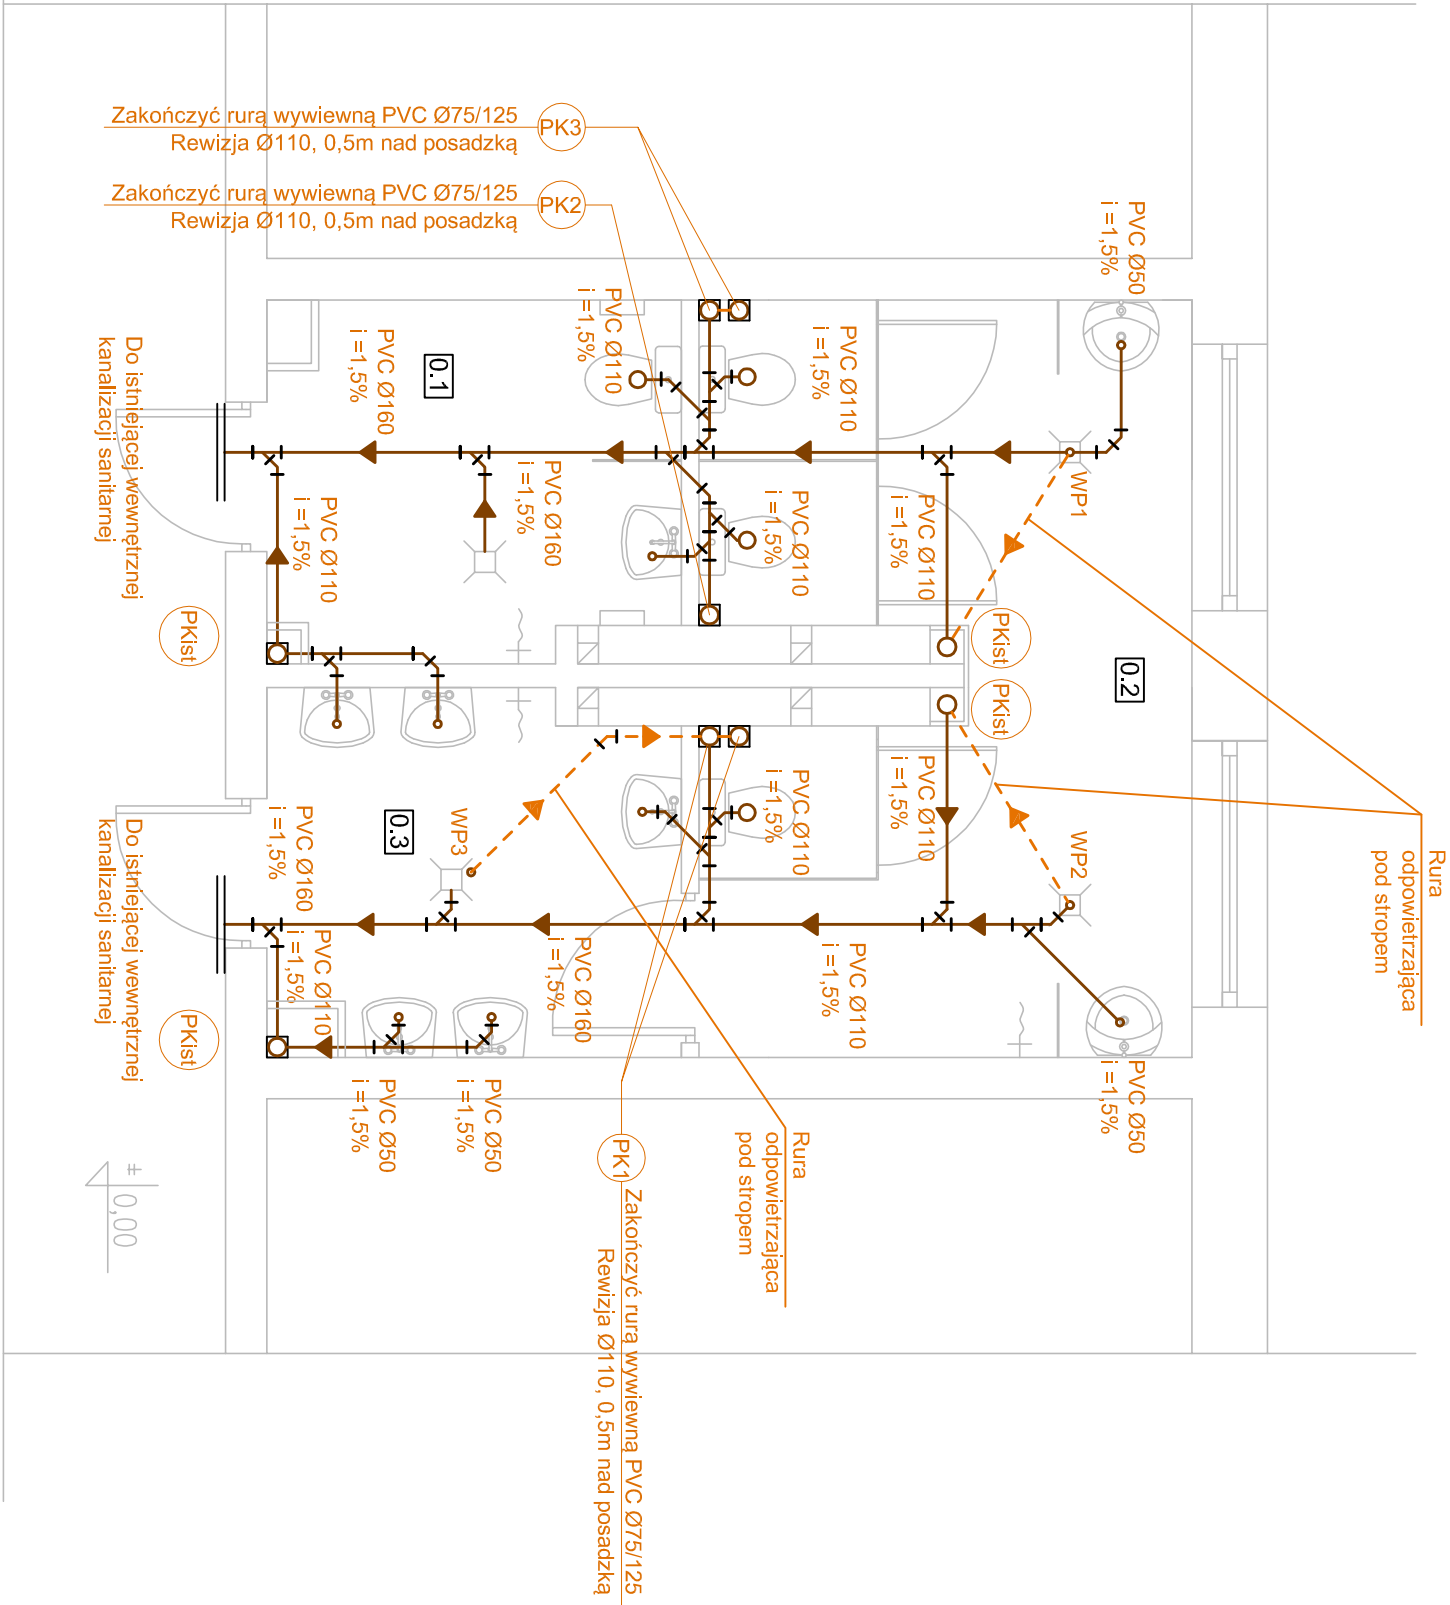 Zakończyć rurą wywiewną PVC Ø75/125
Rewizja Ø110, 0,5m nad posadzką
PK3
Zakończyć rurą wywiewną PVC Ø75/125
Rewizja Ø110, 0,5m nad posadzką
PK2
PVC Ø50
i =1,5%
PVC Ø110
i =1,5%
PVC Ø110
i =1,5%
PVC Ø160
i =1,5%
0.1
Do istniejącej wewnętrznej
kanalizacji sanitarnej
PVC Ø160
i =1,5%
PVC Ø110
i =1,5%
PVC Ø110
i =1,5%
PVC Ø110
i =1,5%
WP1
PKist
PKist
PKist
0.2
PVC Ø110
i =1,5%
PVC Ø110
i =1,5%
WP2
Rura
odpowietrzająca
pod stropem
0.3
WP3
PVC Ø160
i =1,5%
Do istniejącej wewnętrznej
kanalizacji sanitarnej
PVC Ø110
i =1,5%
PVC Ø160
i =1,5%
PVC Ø110
i =1,5%
PKist
PVC Ø50
i =1,5%
PVC Ø50
i =1,5%
PVC Ø50
i =1,5%
Rura
odpowietrzająca
pod stropem
PK1
Zakończyć rurą wywiewną PVC Ø75/125
Rewizja Ø110, 0,5m nad posadzką
0,00